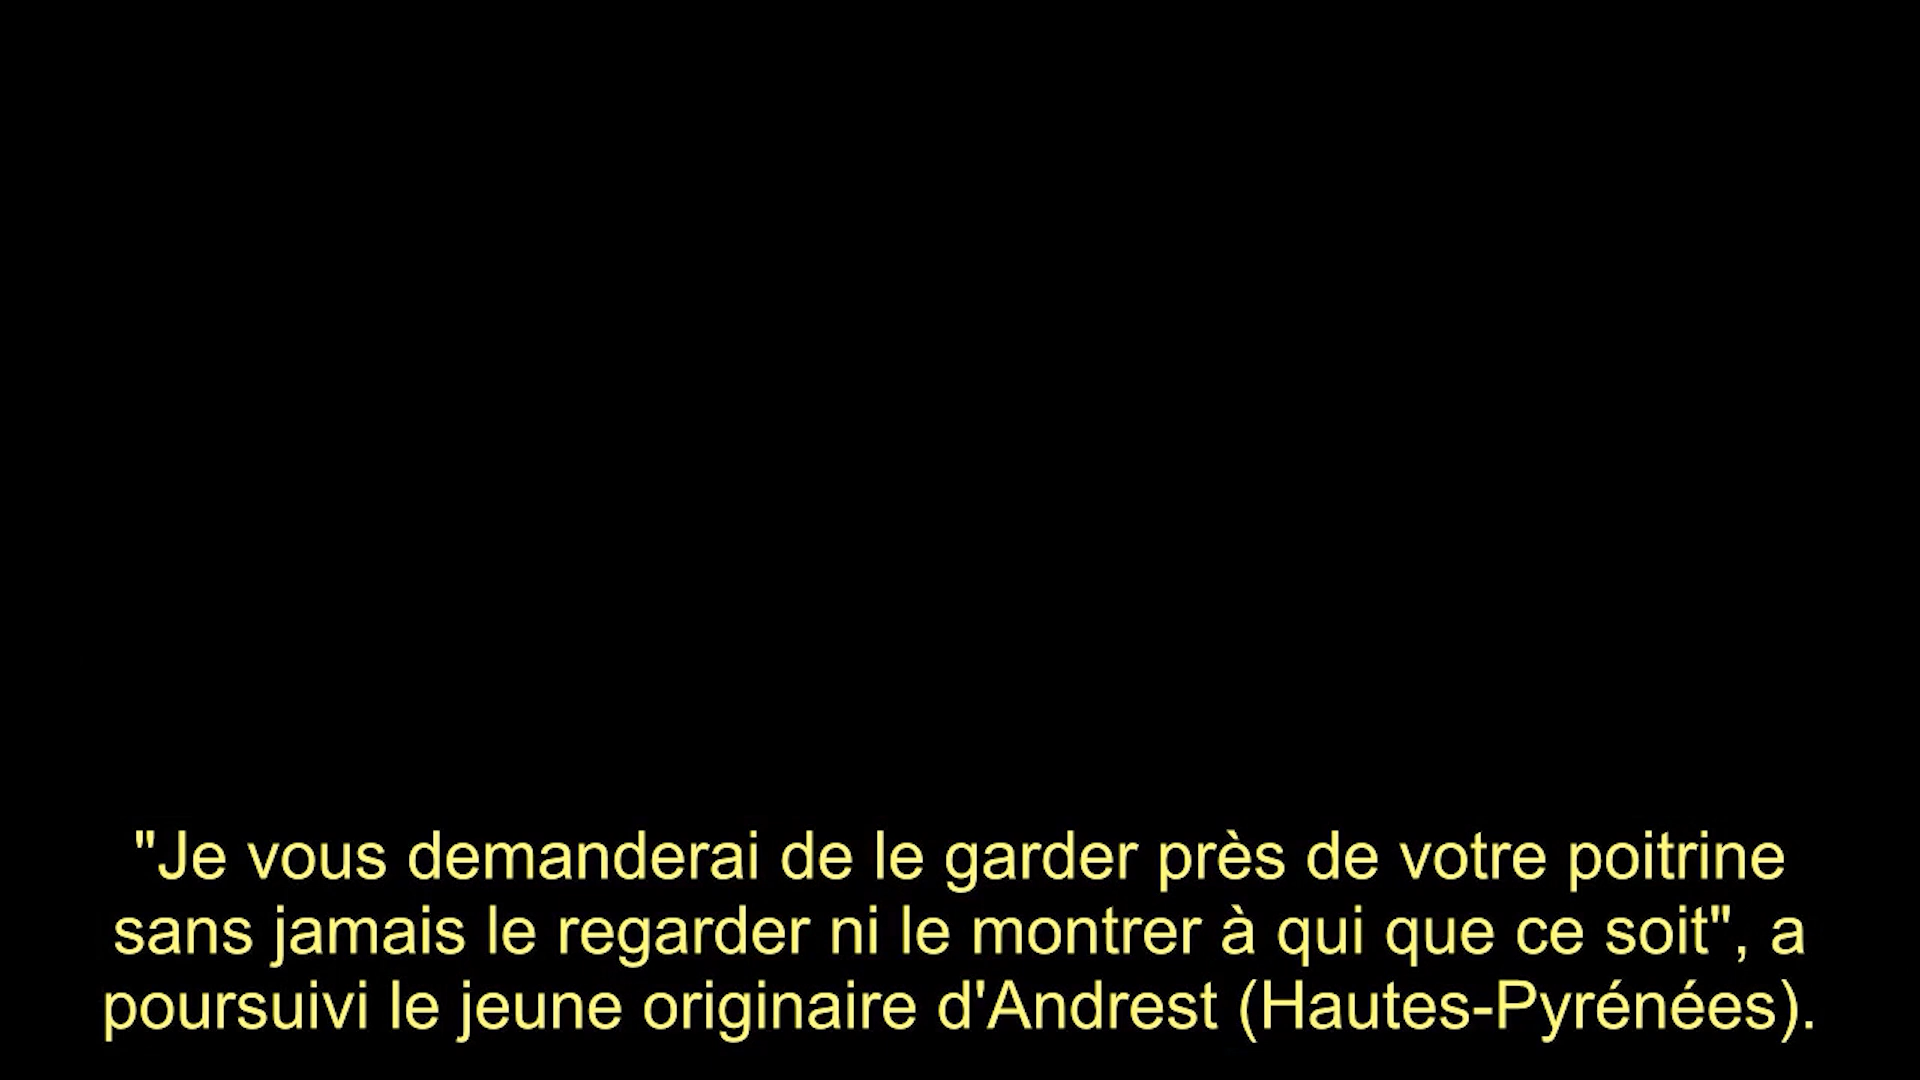 "Je vous demanderai de le garder près de votre poitrine
sans jamais le regarder ni le montrer à qui que ce soit", a
poursuivi le jeune originaire d'Andrest (Hautes-Pyrénées).